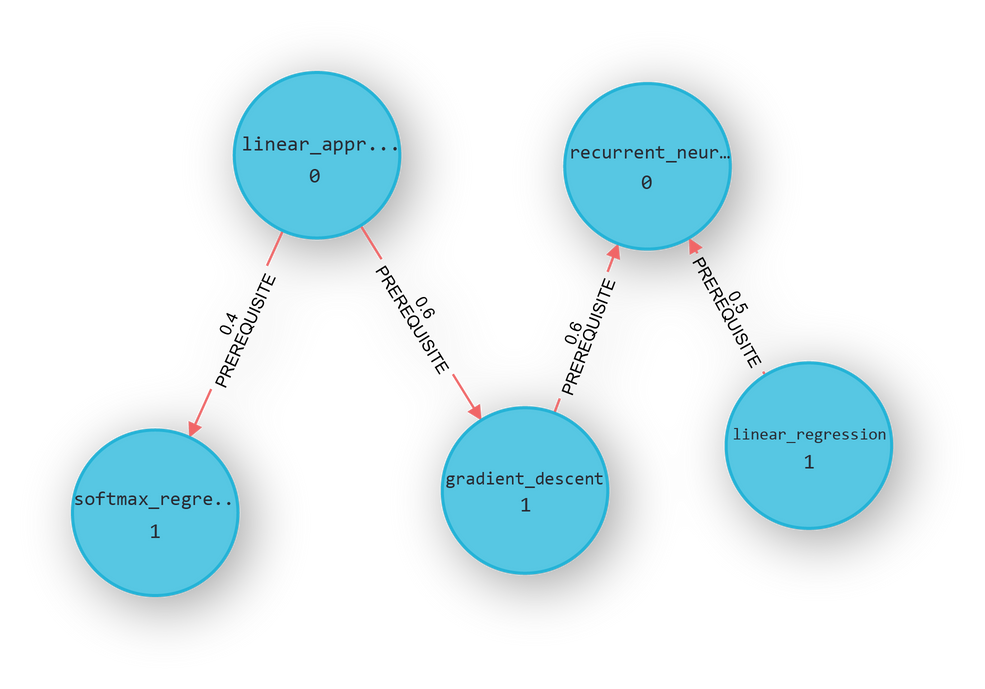 linear_appr...
0
recurrent_neur…
0
0.4
PREREQUISITE
0.6
PREREQUISITE
0.6
PREREQUISITE
0.5
PREREQUISITE
softmax_regre..
1
gradient_descent
1
linear_regression
1